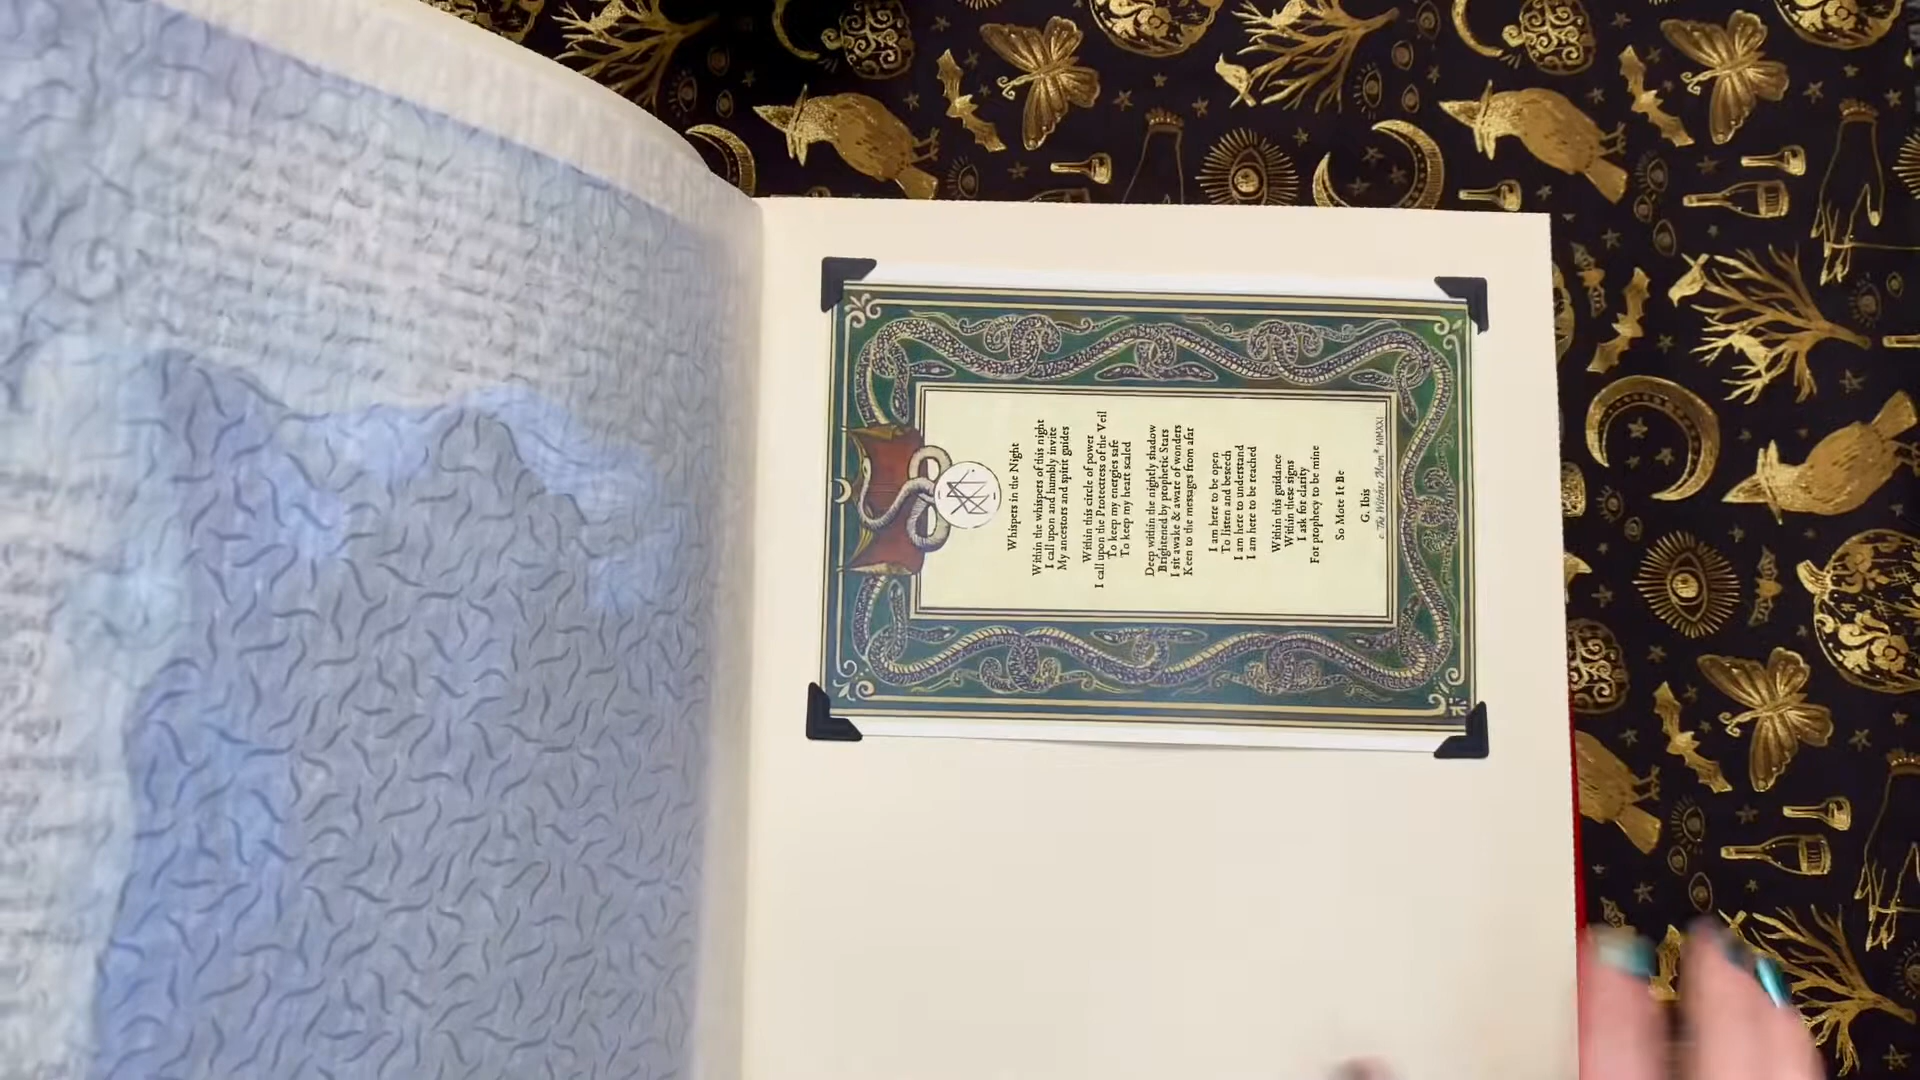 Whispers in the Night
Within the whispers of this night
I call upon and humbly invite
My ancestors and spirit guides
Within this circle of power
I call upon the Protectress of the Veil
To keep my energies safe
To keep my heart scaled
Deep within the nightly shadow
Brightened by prophetic Stars
I sit awake & aware of wonders
Keen to the messages from afar
I am here to be open
To listen and beseech
I am here to understand
I am here to be reached
Within this guidance
Within these signs
I ask for clarity
For prophecy to be mine
So Mote It Be
G. Ibis
© The Witches' Moon® MMXXI